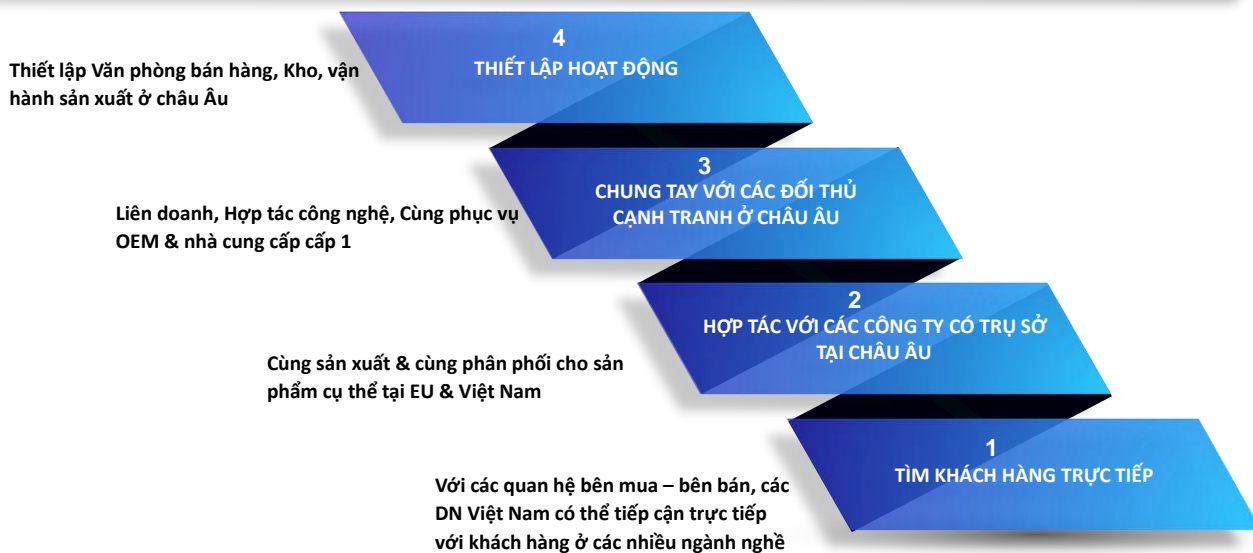 4
THIẾT LẬP HOẠT ĐỘNG
Thiết lập Văn phòng bán hàng, Kho, vận
hành sản xuất ở châu Âu
3
CHUNG TAY VỚI CÁC ĐỐI THỦ
CẠNH TRANH Ở CHÂU ÂU
Liên doanh, Hợp tác công nghệ, Cùng phục vụ
OEM & nhà cung cấp cấp 1
2
HỢP TÁC VỚI CÁC CÔNG TY CÓ TRỤ SỞ
TẠI CHÂU ÂU
Cùng sản xuất & cùng phân phối cho sản
phẩm cụ thể tại EU & Việt Nam
1
TÌM KHÁCH HÀNG TRỰC TIẾP
Với các quan hệ bên mua – bên bán, các
DN Việt Nam có thể tiếp cận trực tiếp
với khách hàng ở các nhiều ngành nghề